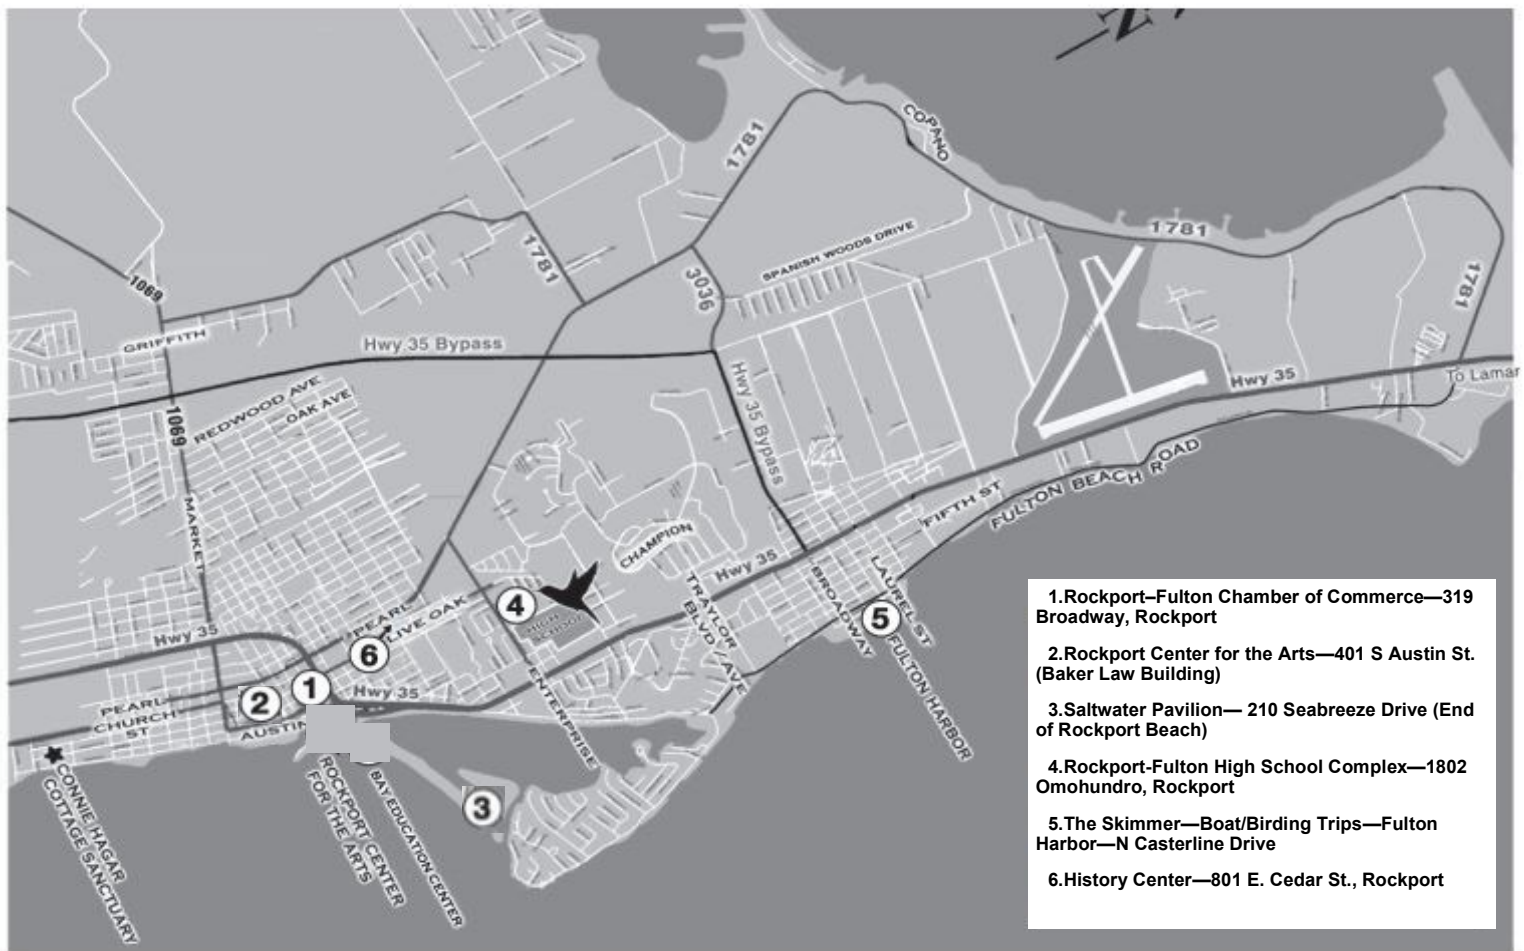 N
COPANO
1781
1781
1781
1781
SPANISH WOODS DRIVE
3036
1069
GRIFFITH
Hwy 35 Bypass
Hwy 35 Bypass
Hwy 35
To Lamar
REDWOOD AVE
OAK AVE
1069
MARKET
FULTON BEACH ROAD
FIFTH ST
CHAMPION
Hwy 35
TRAYLOR
BLVD / AVE
BROADWAY
LAUREL ST
5
FULTON HARBOR
4
HIGH
SCHOOL
PEARL
LIVE OAK
6
Hwy 35
ENTERPRISE
1
2
Hwy 35
PEARL
CHURCH
ST
AUSTIN
3
CONNIE HAGAR
COTTAGE SANCTUARY
ROCKPORT CENTER
FOR THE ARTS
BAY EDUCATION CENTER
1.Rockport–Fulton Chamber of Commerce—319
Broadway, Rockport
2.Rockport Center for the Arts—401 S Austin St.
(Baker Law Building)
3.Saltwater Pavilion— 210 Seabreeze Drive (End
of Rockport Beach)
4.Rockport-Fulton High School Complex—1802
Omohundro, Rockport
5.The Skimmer—Boat/Birding Trips—Fulton
Harbor—N Casterline Drive
6.History Center—801 E. Cedar St., Rockport